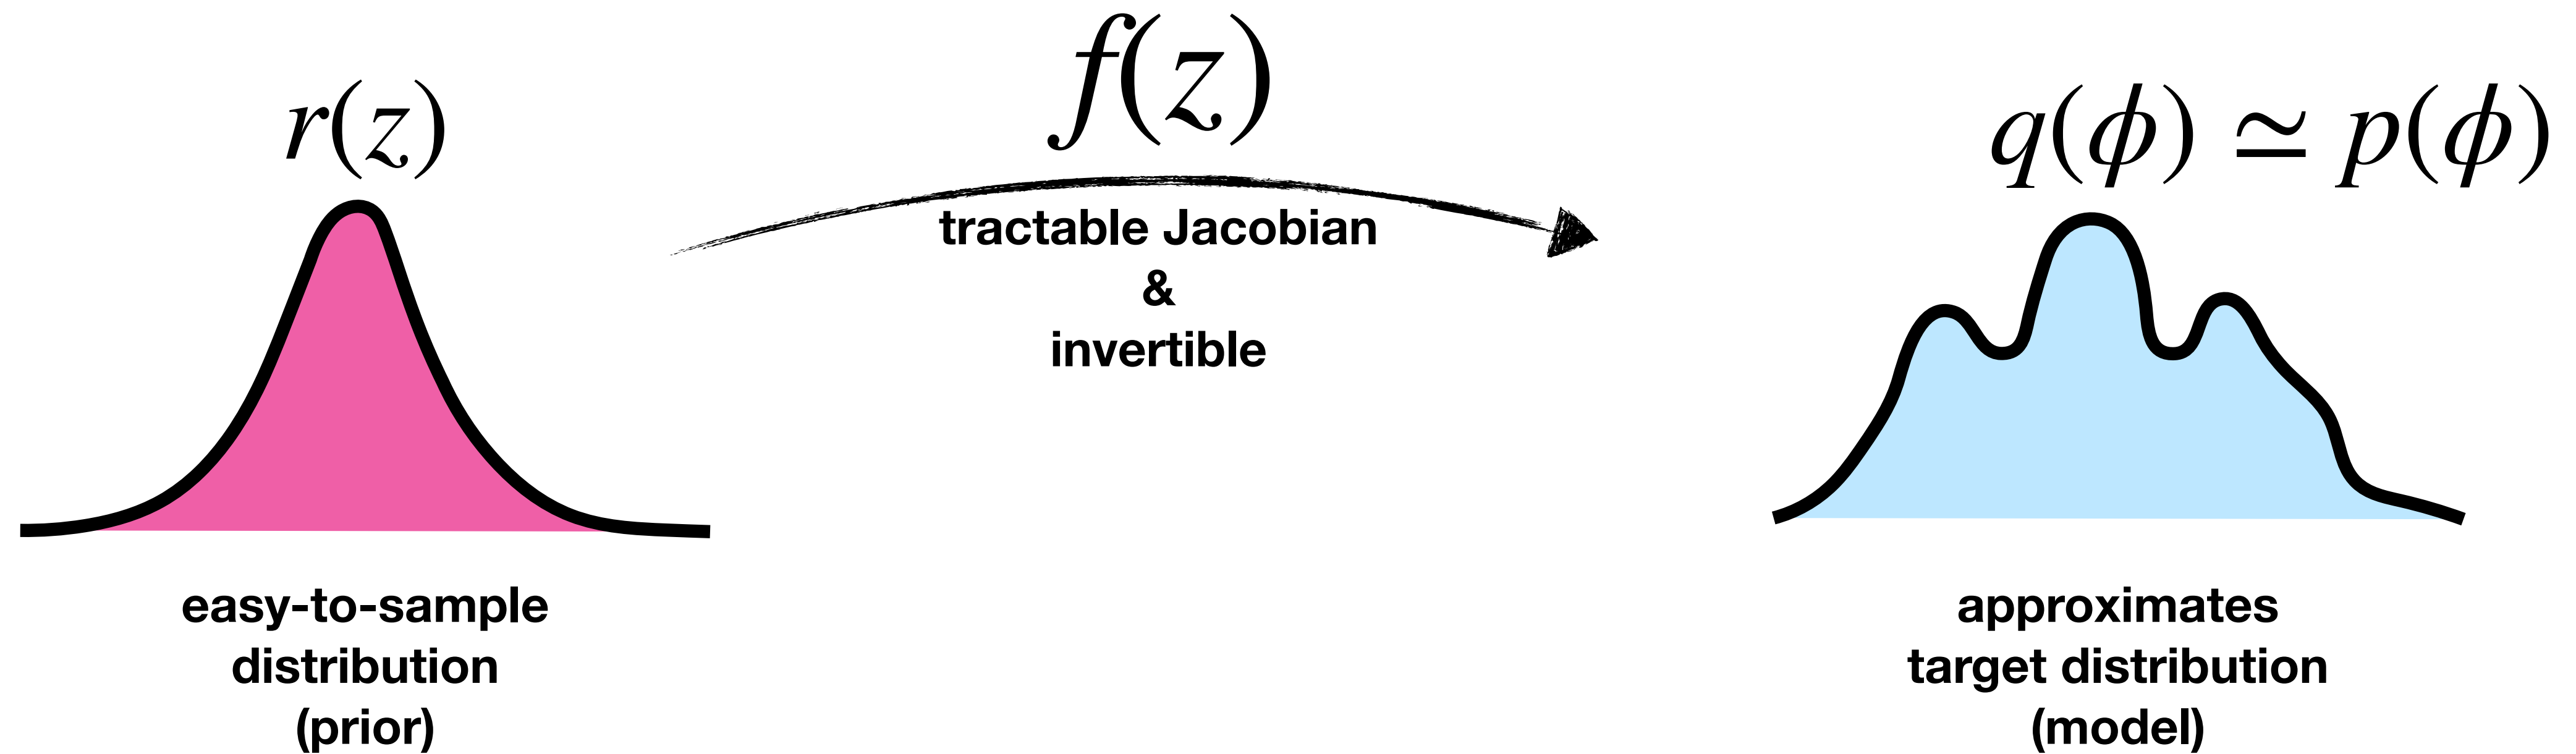 r(z)
f(z)
q(ϕ) ≃ p(ϕ)
tractable Jacobian
&
invertible
easy-to-sample
distribution
(prior)
approximates
target distribution
(model)